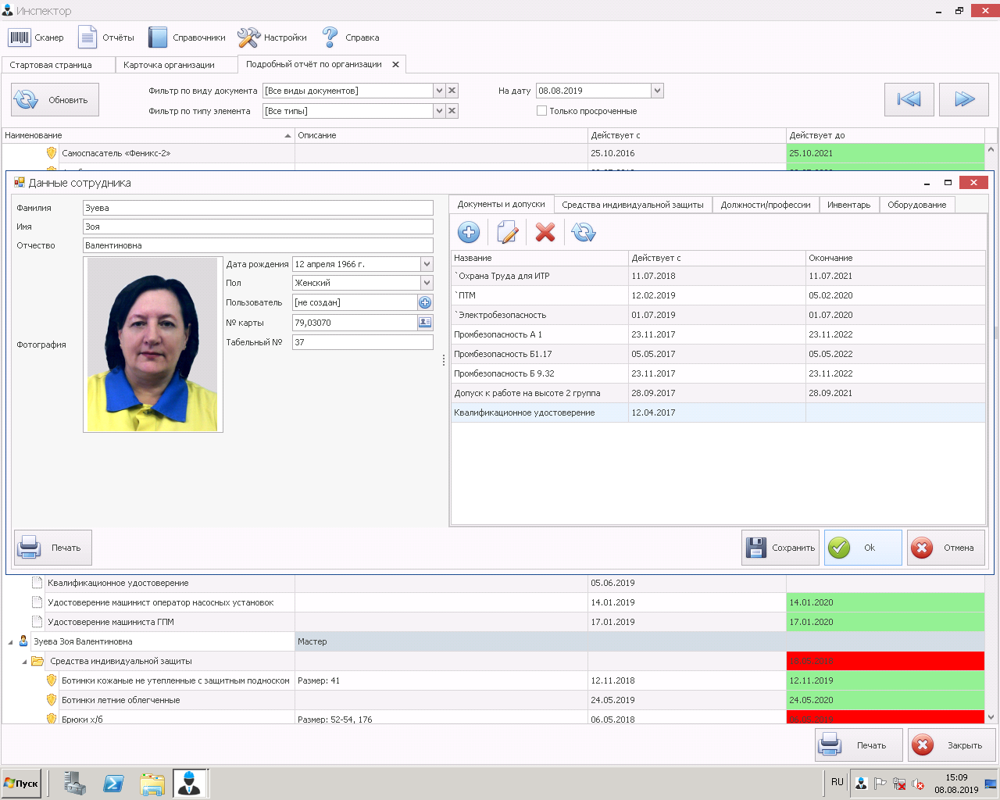 Инспектор
Сканер Отчёты Справочники Настройки Справка
Стартовая страница Карточка организации Подробный отчёт по организации
Обновить
Фильтр по виду документа [Все виды документов] На дату 08.08.2019
Фильтр по типу элемента [Все типы] Только просроченные
Наименование Описание Действует с Действует до
Самоспасатель «Феникс-2» 25.10.2016 25.10.2021
Данные сотрудника
Фамилия Зуева
Имя Зоя
Отчество Валентиновна
Фотография
Дата рождения 12 апреля 1966 г.
Пол Женский
Пользователь [не создан]
№ карты 79,03070
Табельный № 37
Документы и допуски Средства индивидуальной защиты Должности/профессии Инвентарь Оборудование
Название Действует с Окончание
`Охрана Труда для ИТР 11.07.2018 11.07.2021
`ПТМ 12.02.2019 05.02.2020
`Электробезопасность 01.07.2019 01.07.2020
Промбезопасность А 1 23.11.2017 23.11.2022
Промбезопасность Б1.17 05.05.2017 05.05.2022
Промбезопасность Б 9.32 23.11.2017 23.11.2022
Допуск к работе на высоте 2 группа 28.09.2017 28.09.2021
Квалификационное удостоверение 12.04.2017
Печать Сохранить Ok Отмена
Квалификационное удостоверение 05.06.2019
Удостоверение машинист оператор насосных установок 14.01.2019 14.01.2020
Удостоверение машиниста ГПМ 17.01.2019 17.01.2020
Зуева Зоя Валентиновна Мастер
Средства индивидуальной защиты
Ботинки кожаные не утепленные с защитным подноском Размер: 41 12.11.2018 12.11.2019
Ботинки летние облегченные 24.05.2019 24.05.2020
Брюки х/б Размер: 52-54, 176 06.05.2018
Печать Закрыть
Пуск RU 15:09
08.08.2019